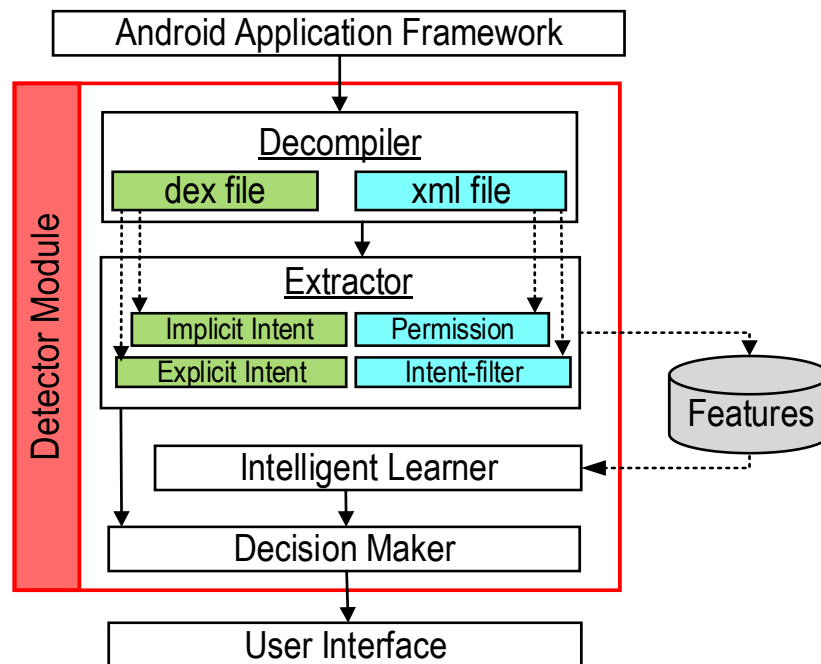 Android Application Framework
Detector Module
Decompiler
dex file
xml file
Extractor
Implicit Intent
Permission
Explicit Intent
Intent-filter
Features
Intelligent Learner
Decision Maker
User Interface